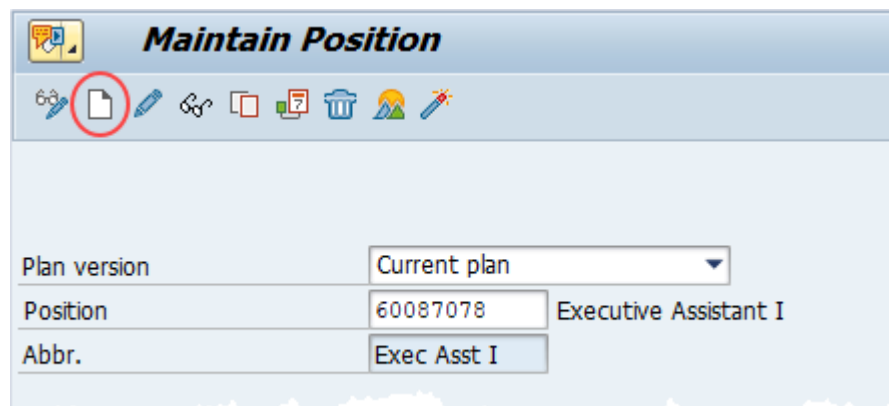 Maintain Position
Plan version Current plan
Position 60087078 Executive Assistant I
Abbr. Exec Asst I